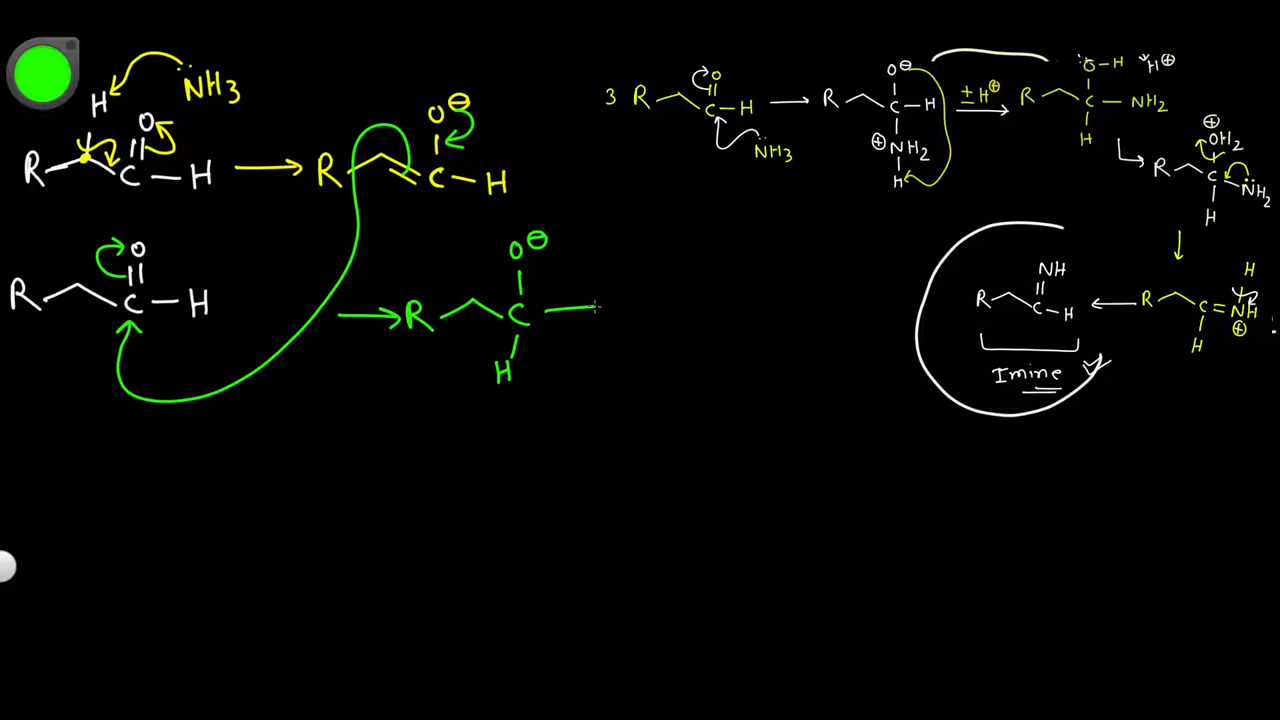 H NH3
R C O H → R C O⊖ H
R C O H → R C O⊖ H
3 R C O H NH3 → R C O⊖ H ⊕NH2 H ±H⊕ → R C O-H NH2 H H⊕
R C ⊕OH2 NH2 H
R C = NH H ⊕ H
R C NH H
Imine